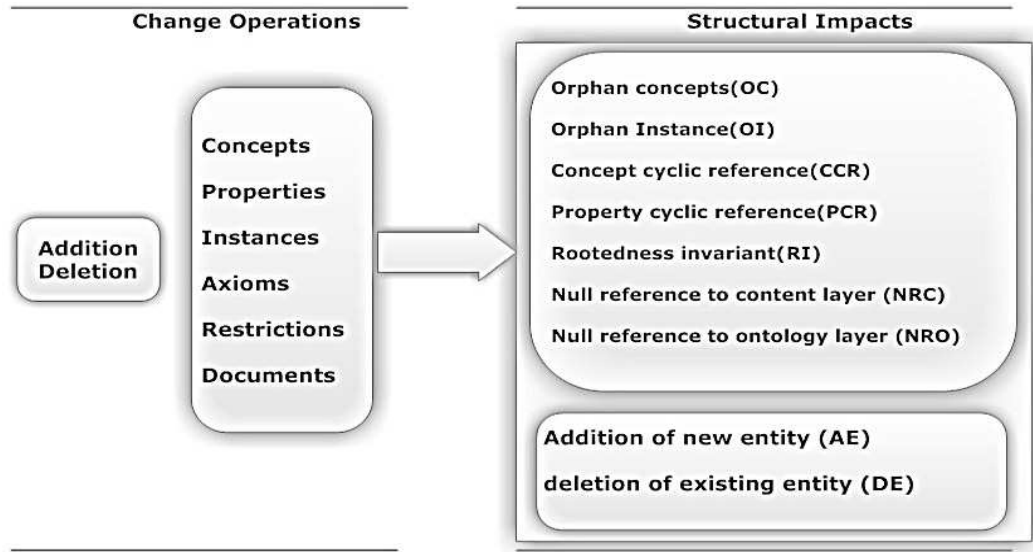 Change Operations
Structural Impacts
Addition
Deletion
Concepts
Properties
Instances
Axioms
Restrictions
Documents
Orphan concepts(OC)
Orphan Instance(OI)
Concept cyclic reference(CCR)
Property cyclic reference(PCR)
Rootedness invariant(RI)
Null reference to content layer (NRC)
Null reference to ontology layer (NRO)
Addition of new entity (AE)
deletion of existing entity (DE)